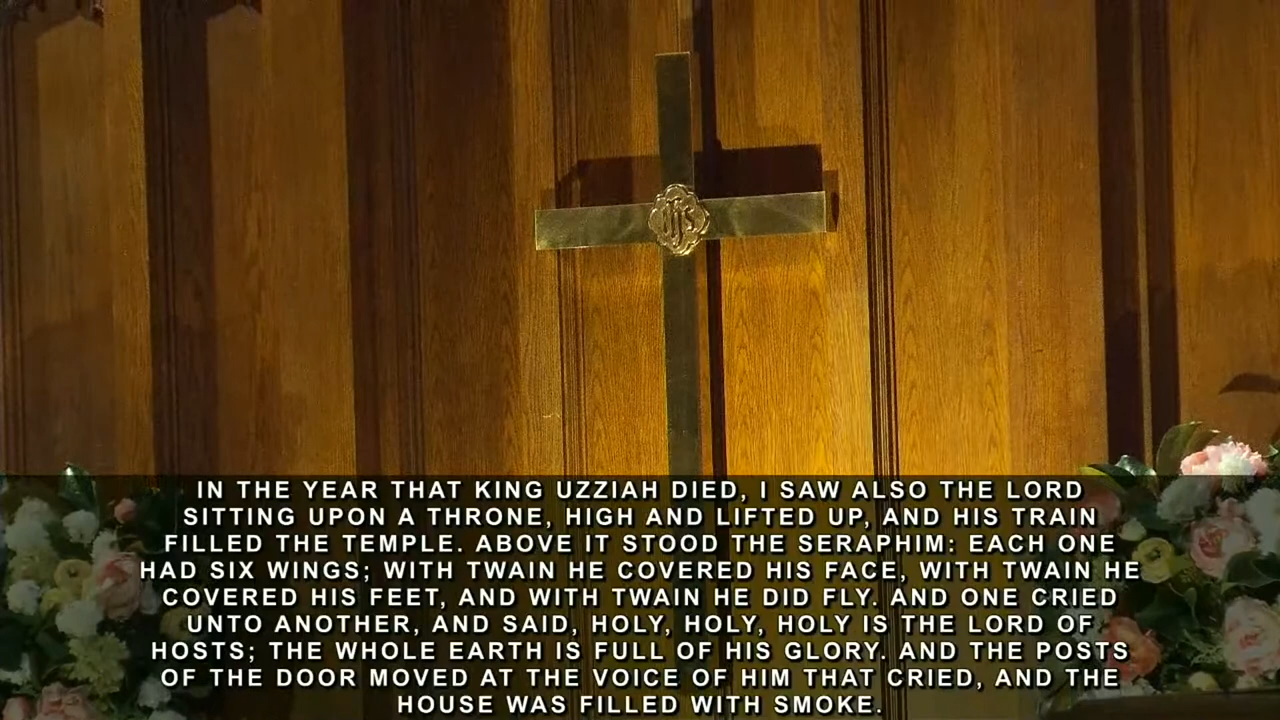 IHS
IN THE YEAR THAT KING UZZIAH DIED, I SAW ALSO THE LORD
SITTING UPON A THRONE, HIGH AND LIFTED UP, AND HIS TRAIN
FILLED THE TEMPLE. ABOVE IT STOOD THE SERAPHIM: EACH ONE
HAD SIX WINGS; WITH TWAIN HE COVERED HIS FACE, WITH TWAIN HE
COVERED HIS FEET, AND WITH TWAIN HE DID FLY. AND ONE CRIED
UNTO ANOTHER, AND SAID, HOLY, HOLY, HOLY IS THE LORD OF
HOSTS; THE WHOLE EARTH IS FULL OF HIS GLORY. AND THE POSTS
OF THE DOOR MOVED AT THE VOICE OF HIM THAT CRIED, AND THE
HOUSE WAS FILLED WITH SMOKE.